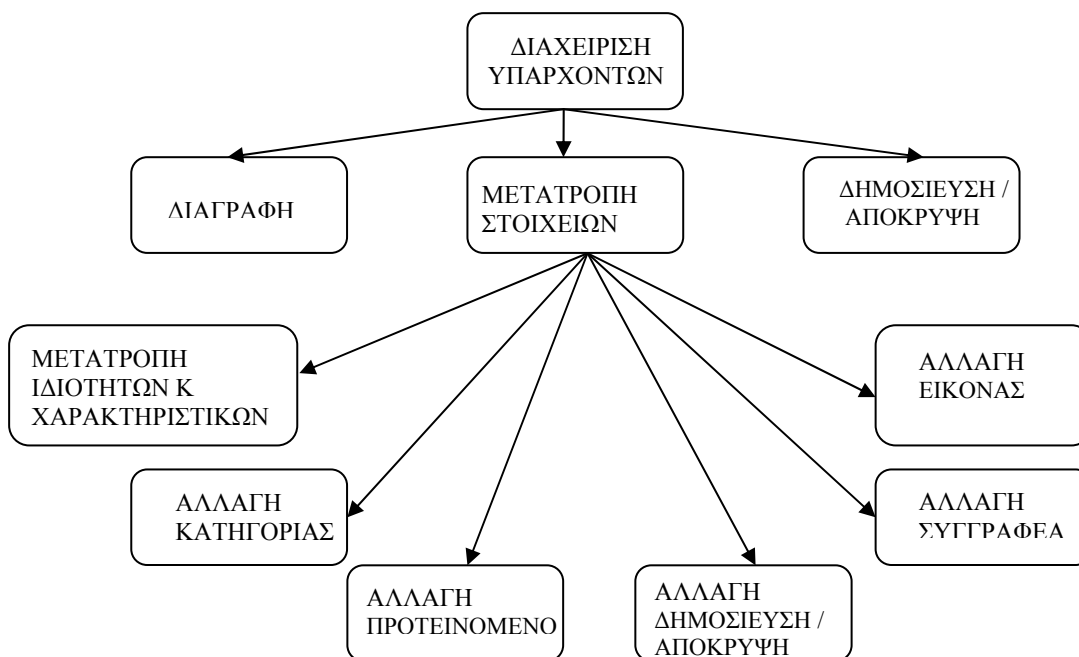 ΔΙΑΧΕΙΡΙΣΗ
ΥΠΑΡΧΟΝΤΩΝ
ΔΙΑΓΡΑΦΗ
ΜΕΤΑΤΡΟΠΗ
ΣΤΟΙΧΕΙΩΝ
ΔΗΜΟΣΙΕΥΣΗ /
ΑΠΟΚΡΥΨΗ
ΜΕΤΑΤΡΟΠΗ
ΙΔΙΟΤΗΤΩΝ Κ
ΧΑΡΑΚΤΗΡΙΣΤΙΚΩΝ
ΑΛΛΑΓΗ
ΕΙΚΟΝΑΣ
ΑΛΛΑΓΗ
ΚΑΤΗΓΟΡΙΑΣ
ΑΛΛΑΓΗ
ΣΥΓΓΡΑΦΕΑ
ΑΛΛΑΓΗ
ΠΡΟΤΕΙΝΟΜΕΝΟ
ΑΛΛΑΓΗ
ΔΗΜΟΣΙΕΥΣΗ /
ΑΠΟΚΡΥΨΗ